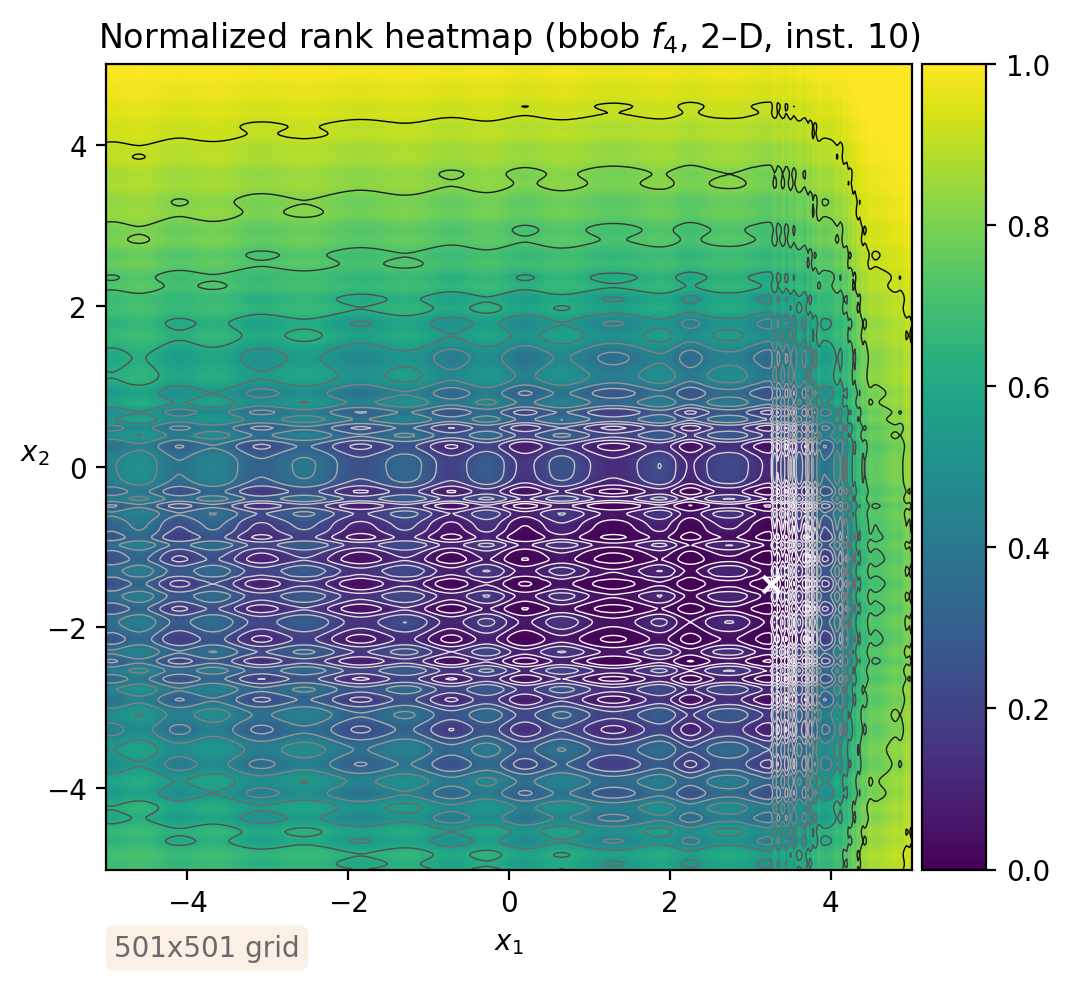 Normalized rank heatmap (bbob f₄, 2–D, inst. 10)
1.0
0.8
0.6
0.4
0.2
0.0
4
2
0
−2
−4
x₂
−4 −2 0 2 4
x₁
501x501 grid